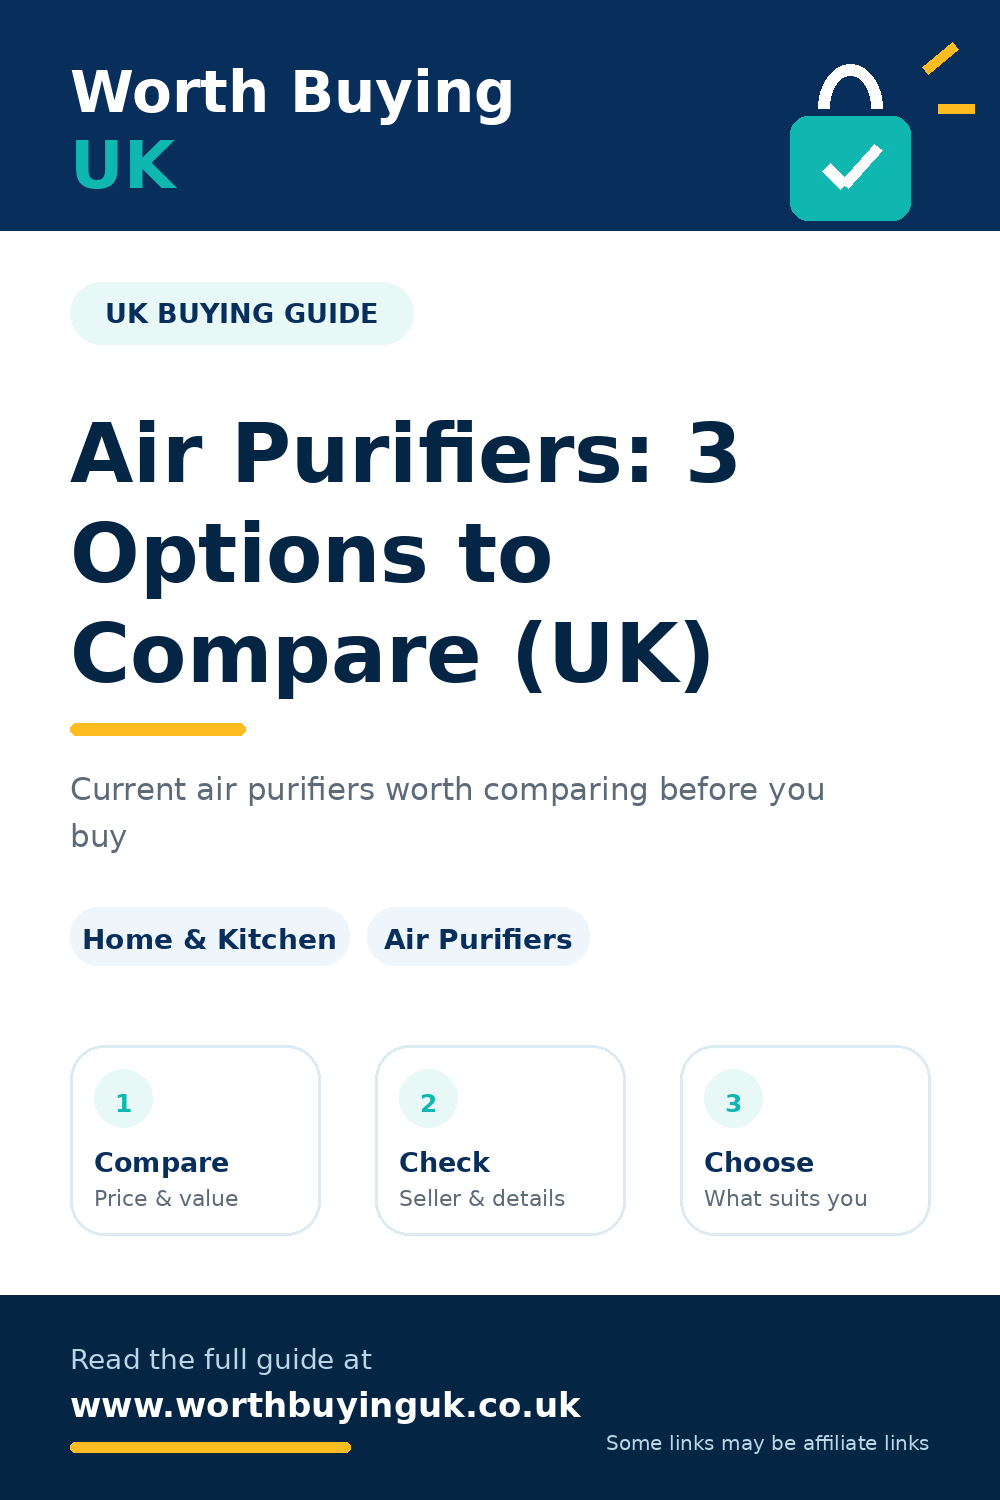 Worth Buying
UK
UK BUYING GUIDE
Air Purifiers: 3
Options to
Compare (UK)
Current air purifiers worth comparing before you
buy
Home & Kitchen
Air Purifiers
1
Compare
Price & value
2
Check
Seller & details
3
Choose
What suits you
Read the full guide at
www.worthbuyinguk.co.uk
Some links may be affiliate links